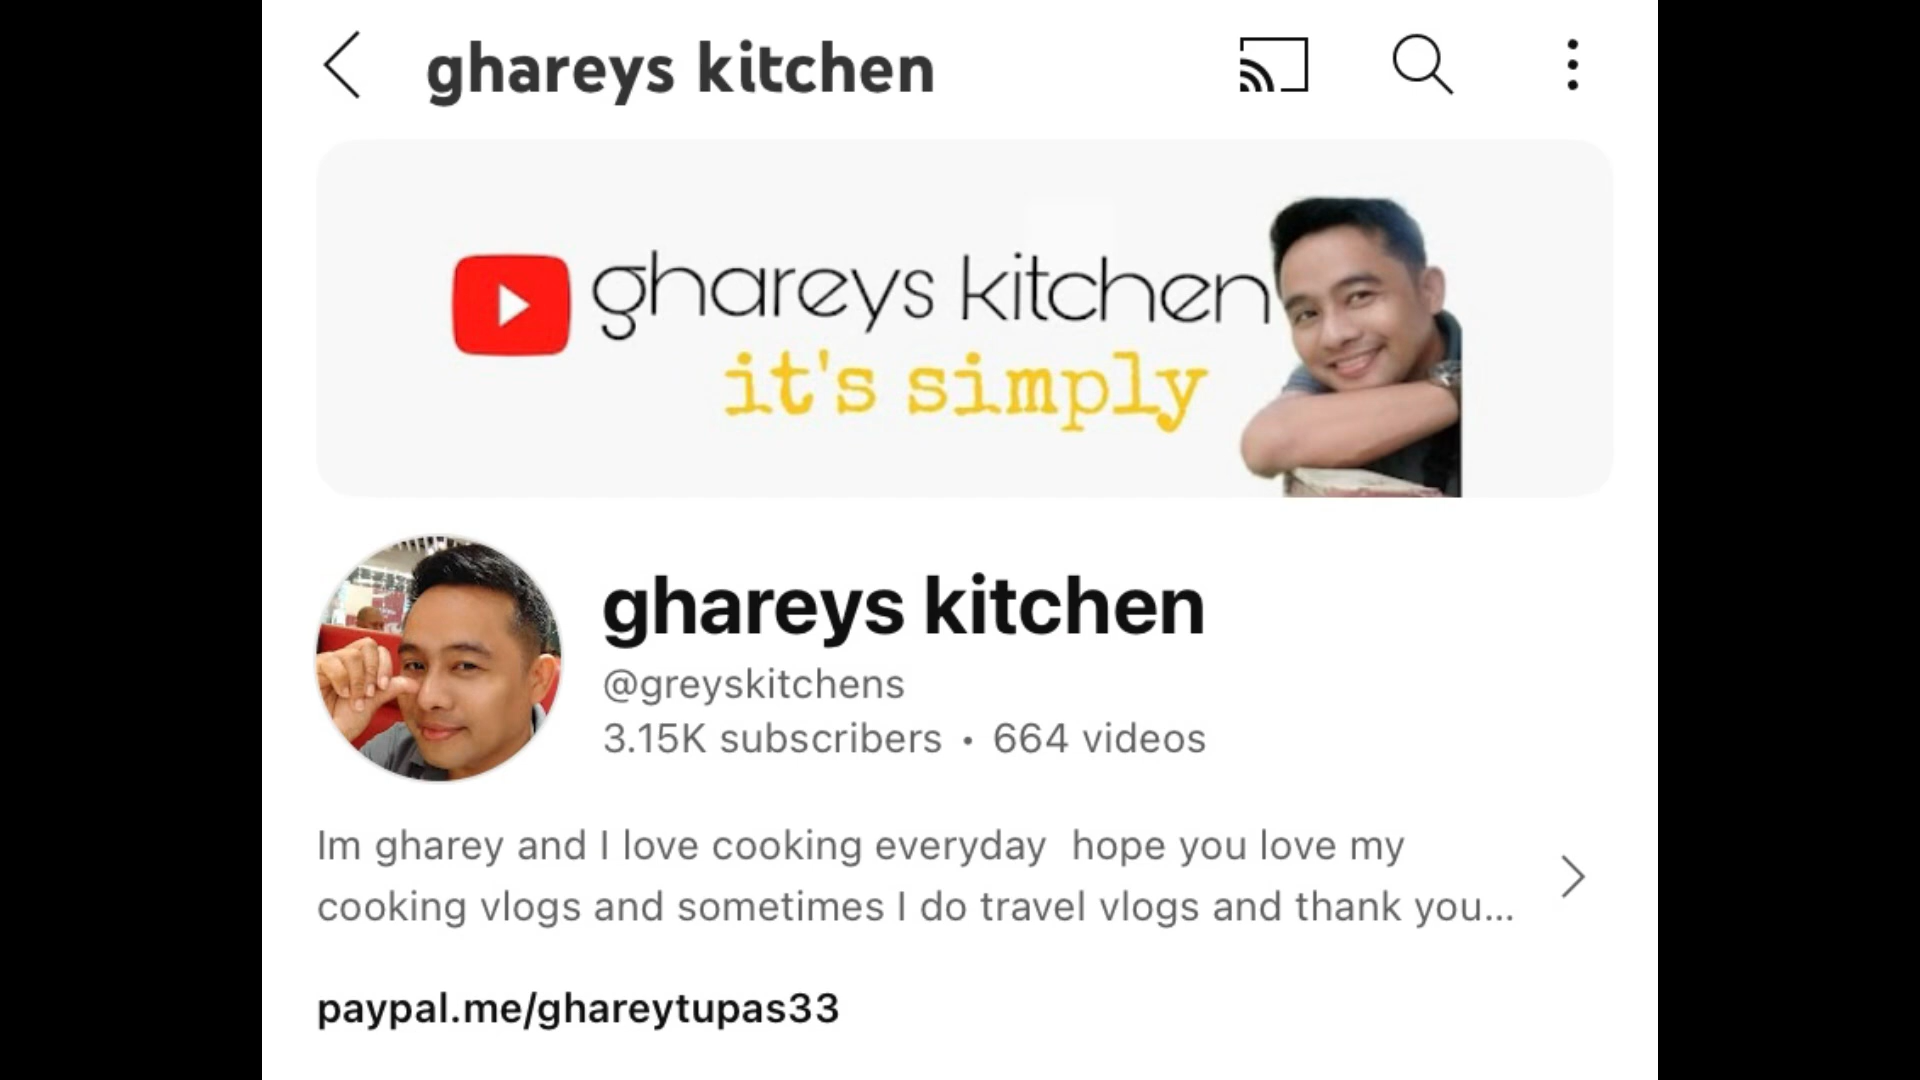 ghareys kitchen
ghareys kitchen
it's simply
ghareys kitchen
@greyskitchens
3.15K subscribers • 664 videos
Im gharey and I love cooking everyday  hope you love my
cooking vlogs and sometimes I do travel vlogs and thank you...
paypal.me/ghareytupas33